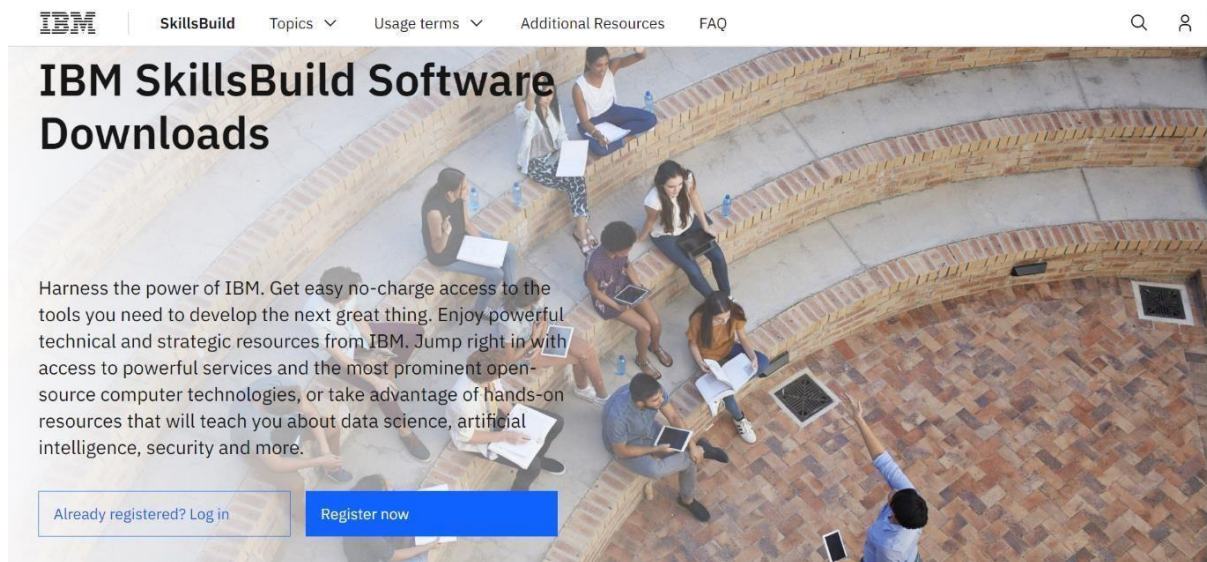 IBM
SkillsBuild
Topics
Usage terms
Additional Resources
FAQ
IBM SkillsBuild Software
Downloads
Harness the power of IBM. Get easy no-charge access to the
tools you need to develop the next great thing. Enjoy powerful
technical and strategic resources from IBM. Jump right in with
access to powerful services and the most prominent open-
source computer technologies, or take advantage of hands-on
resources that will teach you about data science, artificial
intelligence, security and more.
Already registered? Log in
Register now